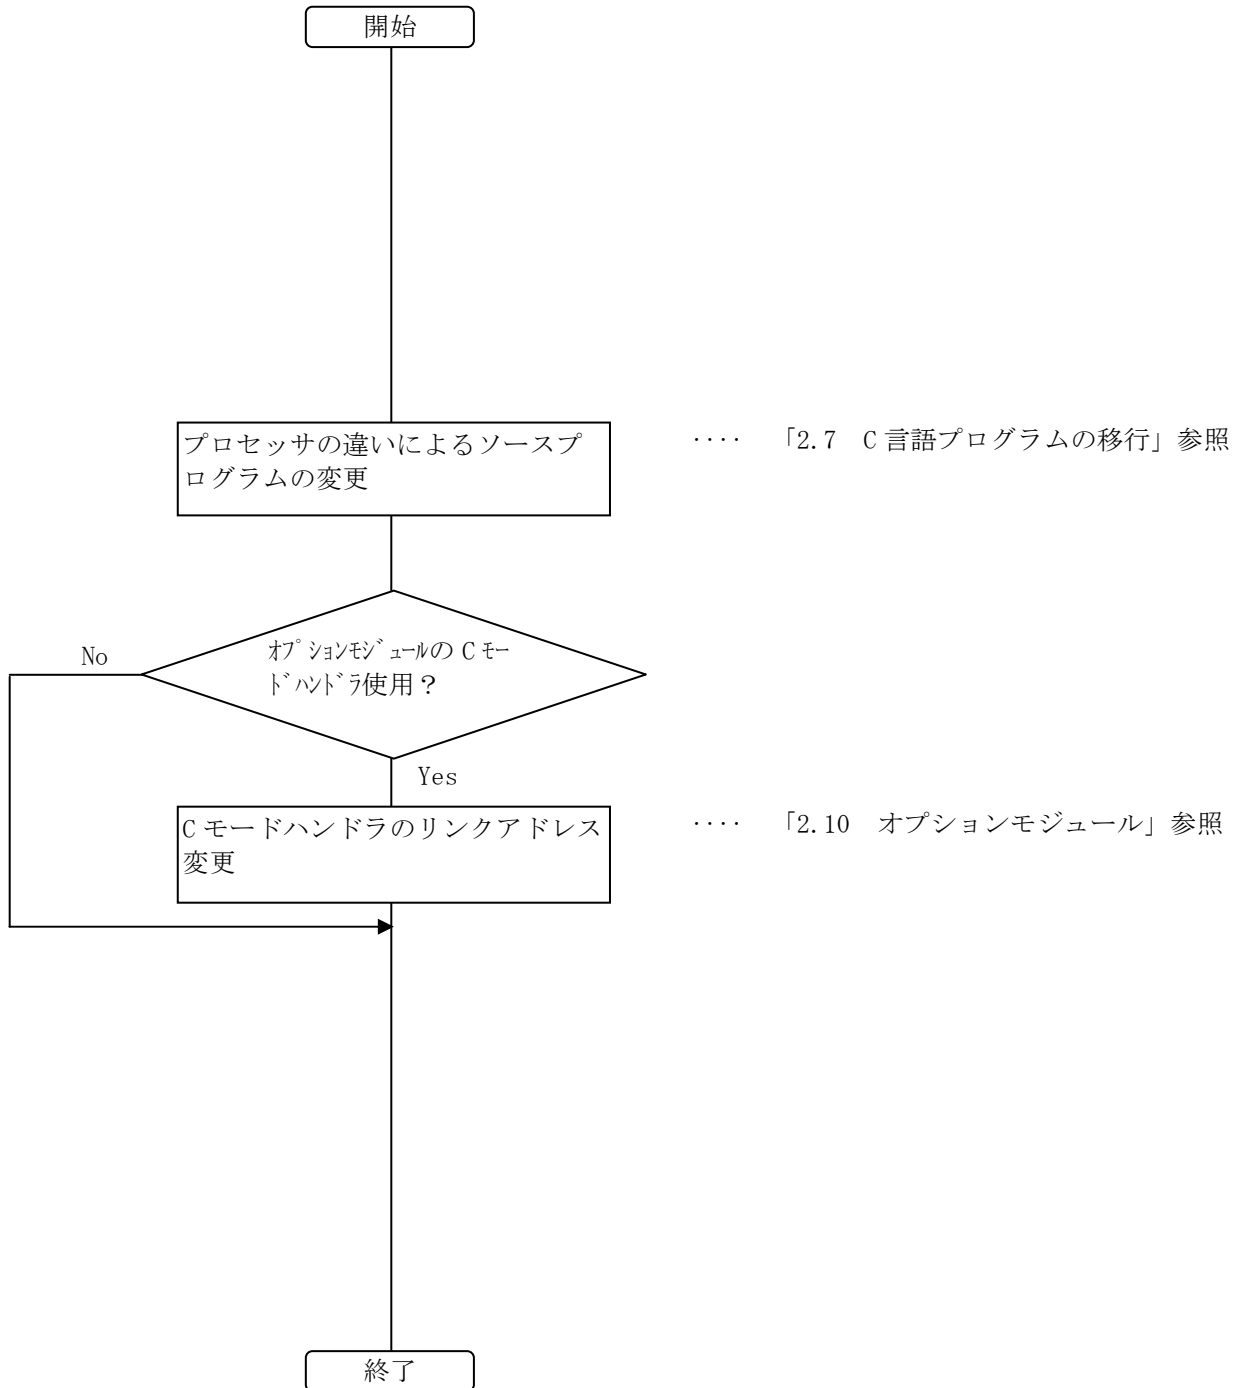 開始
プロセッサの違いによるソースプ
ログラムの変更
‥‥　「2.7　C 言語プログラムの移行」参照
No
ｵﾌﾟｼｮﾝﾓｼﾞｭｰﾙの C ﾓｰ
ﾄﾞﾊﾝﾄﾞﾗ使用？
Yes
C モードハンドラのリンクアドレス
変更
‥‥　「2.10　オプションモジュール」参照
終了